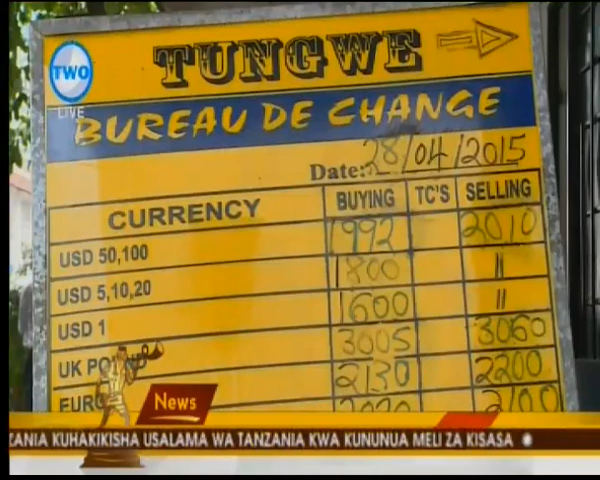 TUNGWE
TWO
LIVE
BUREAU DE CHANGE
Date: 28/04/2015
CURRENCY BUYING TC'S SELLING
USD 50,100 1992 2010
USD 5,10,20 1800 "
USD 1 1600 "
UK 3005 3060
EURO 2130 2200
2100
News
ZANIA KUHAKIKISHA USALAMA WA TANZANIA KWA KUNUNUA MELI ZA KISASA